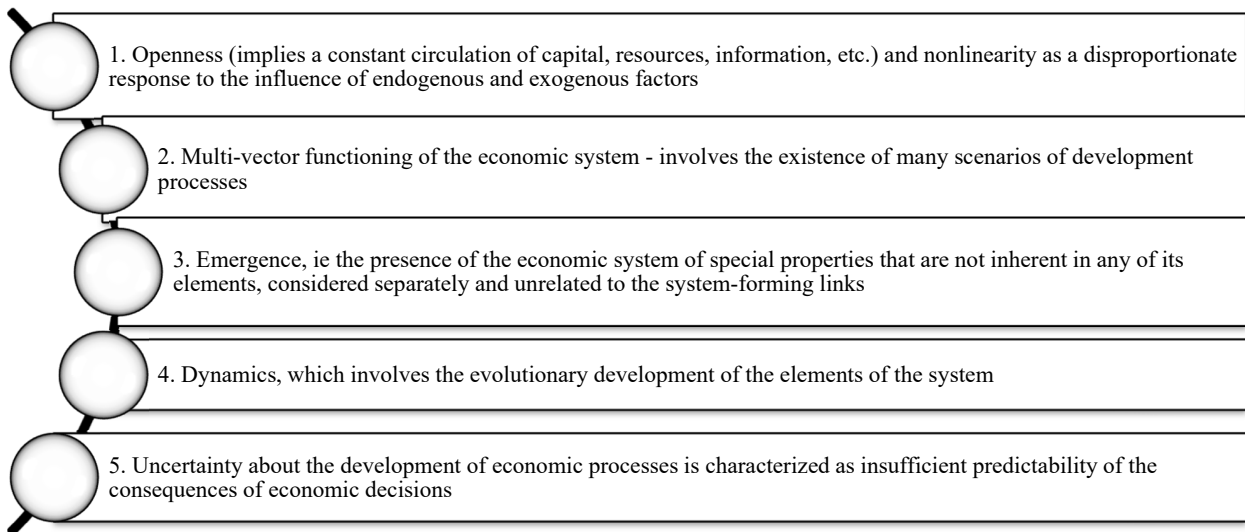 1. Openness (implies a constant circulation of capital, resources, information, etc.) and nonlinearity as a disproportionate
response to the influence of endogenous and exogenous factors
2. Multi-vector functioning of the economic system - involves the existence of many scenarios of development
processes
3. Emergence, ie the presence of the economic system of special properties that are not inherent in any of its
elements, considered separately and unrelated to the system-forming links
4. Dynamics, which involves the evolutionary development of the elements of the system
5. Uncertainty about the development of economic processes is characterized as insufficient predictability of the
consequences of economic decisions